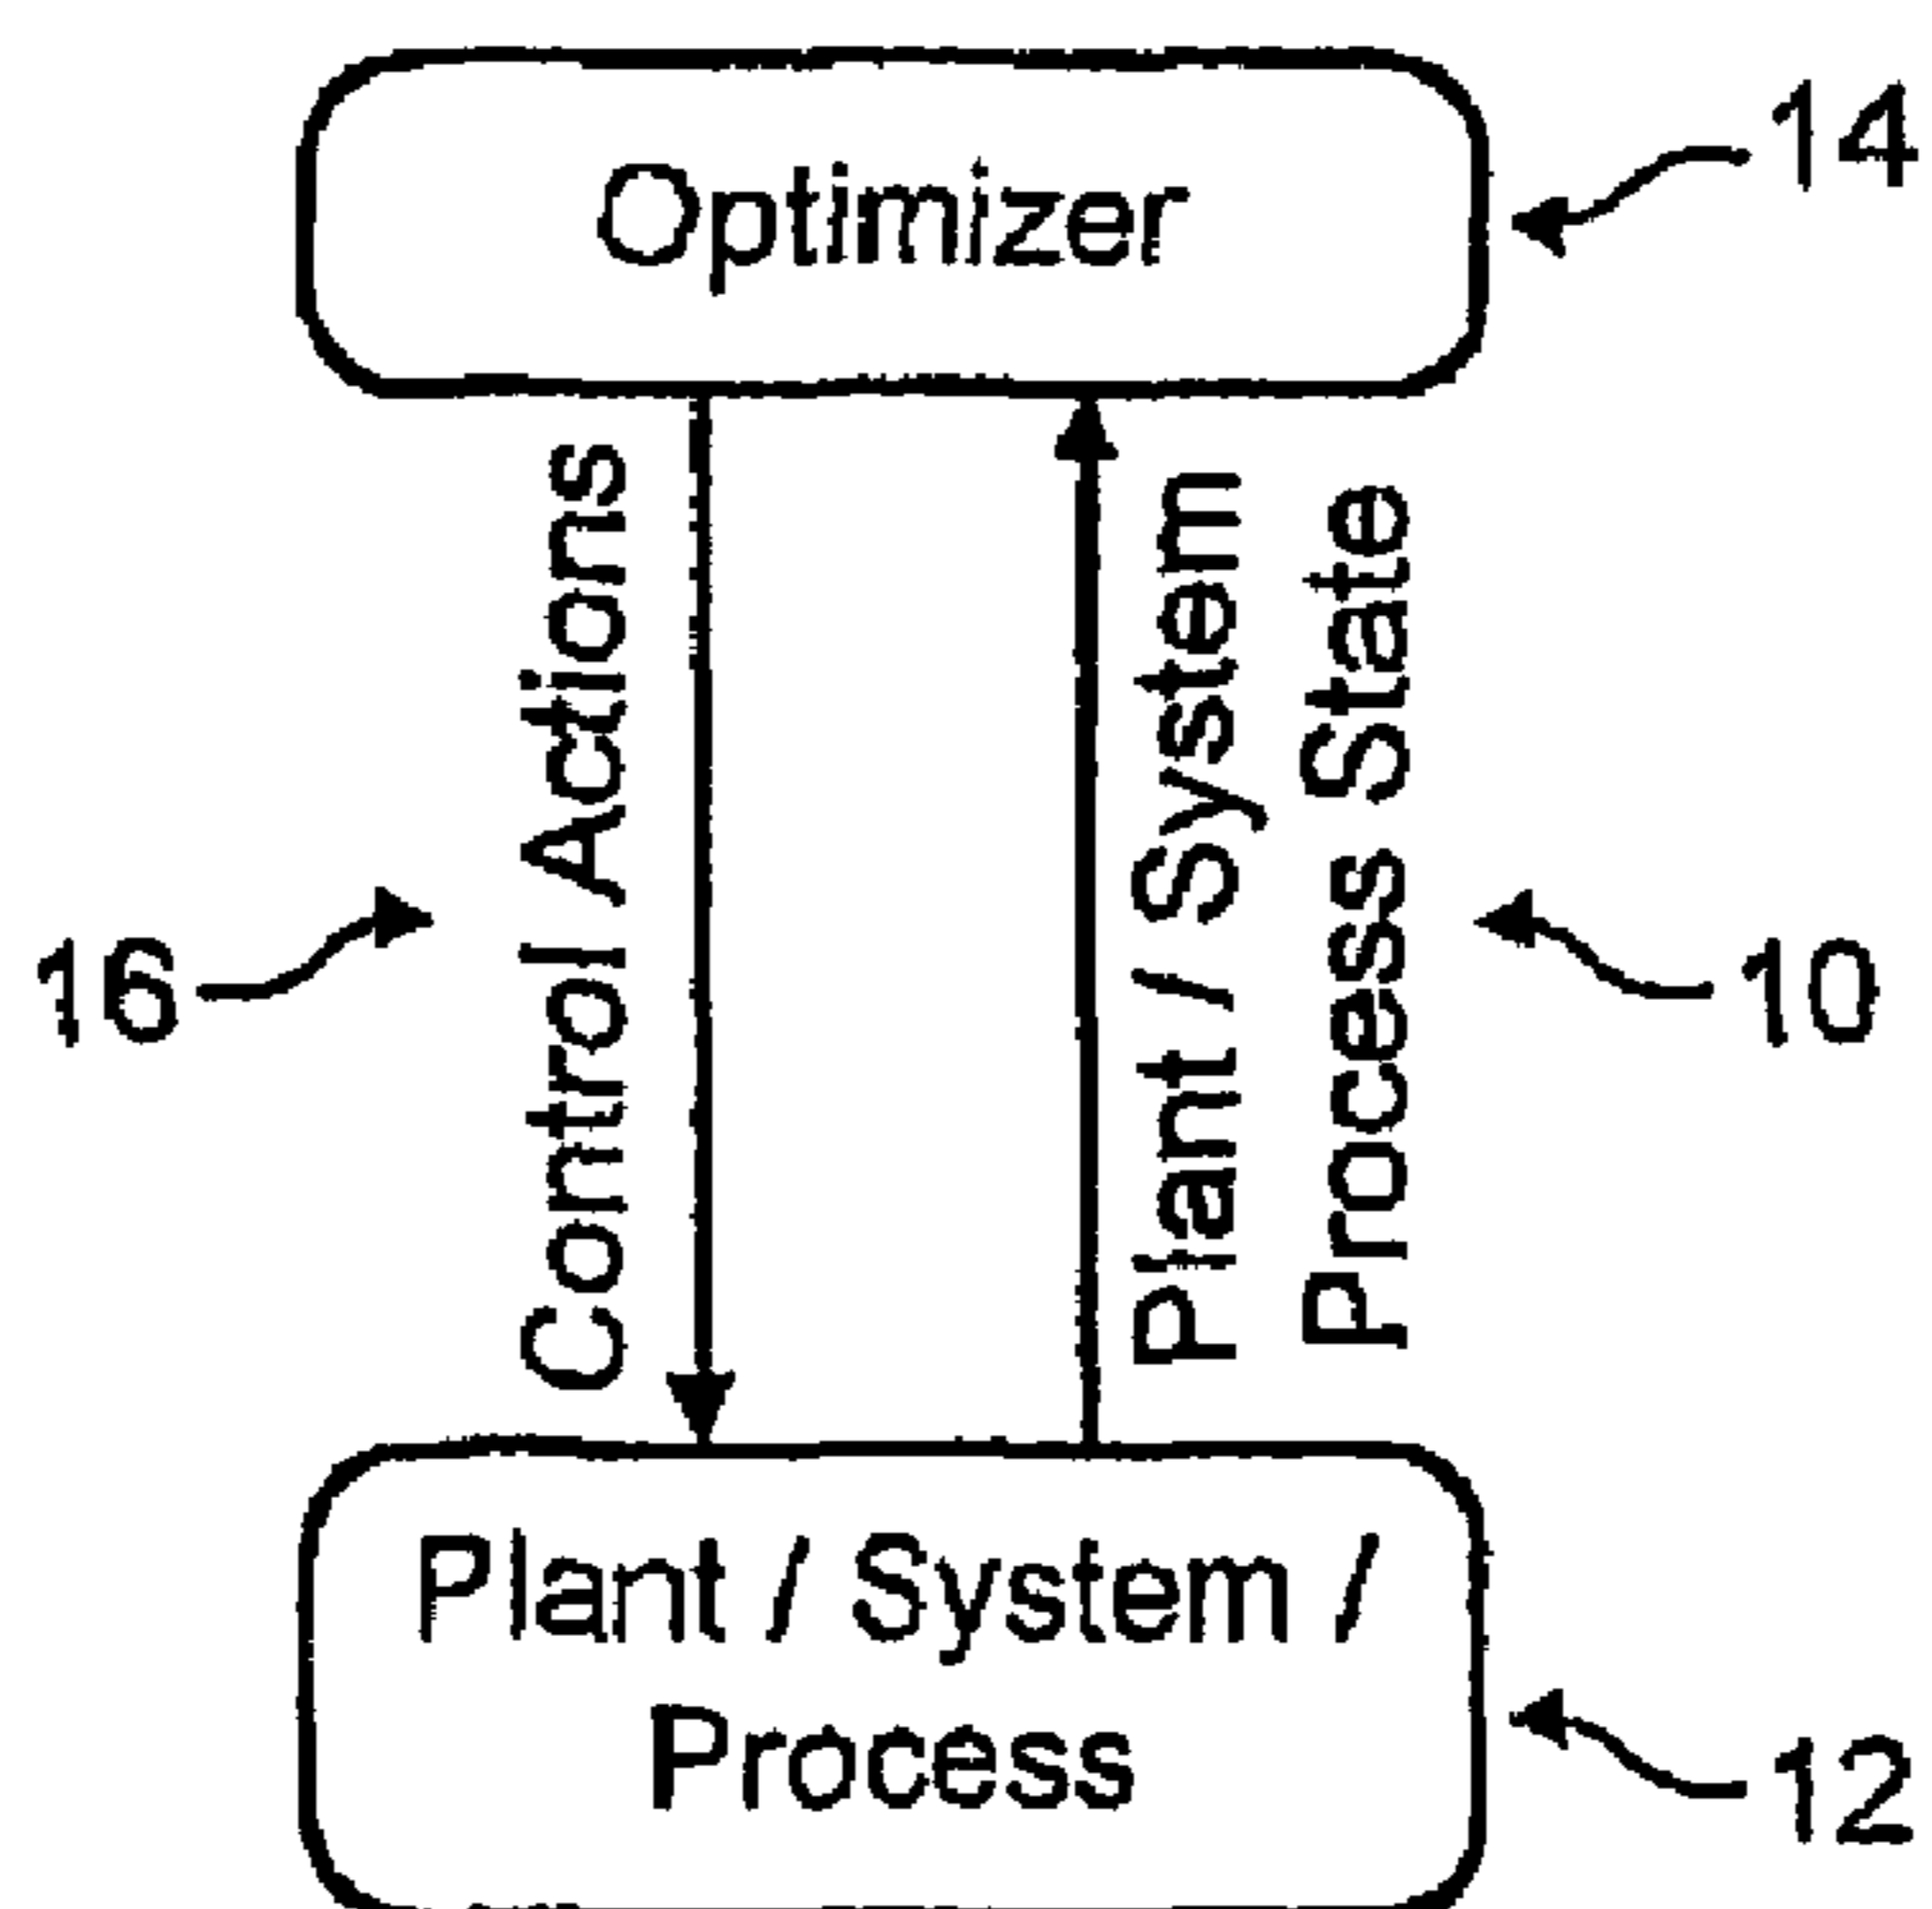 Optimizer
14
Control Actions
Plant / System
Process State
16
10
Plant / System /
Process
12